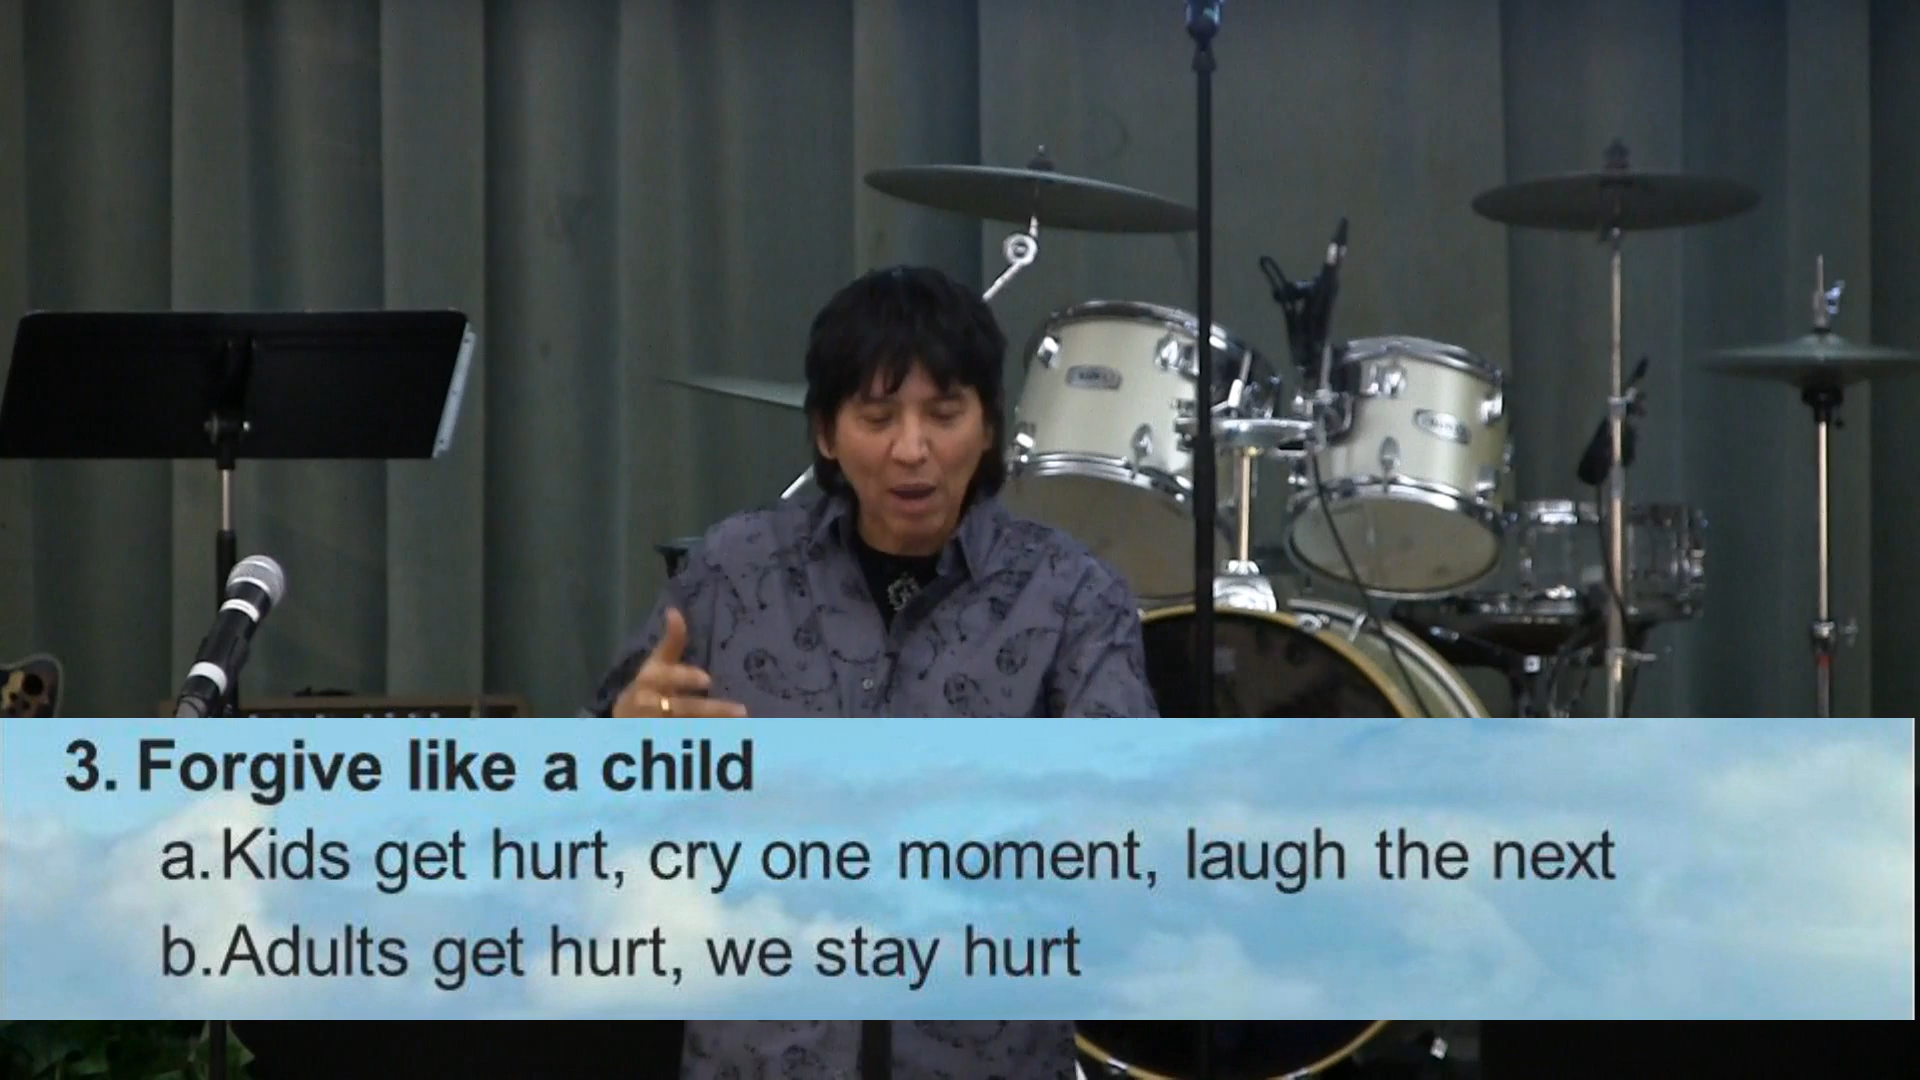 3. Forgive like a child
a. Kids get hurt, cry one moment, laugh the next
b. Adults get hurt, we stay hurt